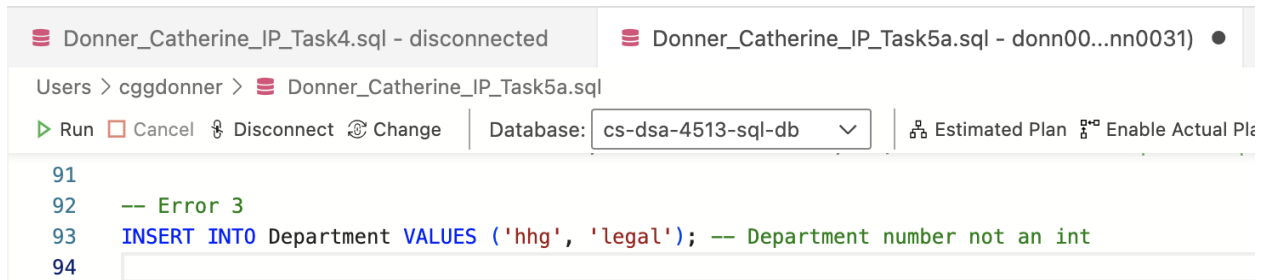 Donner_Catherine_IP_Task4.sql - disconnected Donner_Catherine_IP_Task5a.sql - donn00...nn0031)
Users > cggdonner > Donner_Catherine_IP_Task5a.sql
Run Cancel Disconnect Change Database: cs-dsa-4513-sql-db Estimated Plan Enable Actual Pla
91
92 -- Error 3
93 INSERT INTO Department VALUES ('hhg', 'legal'); -- Department number not an int
94